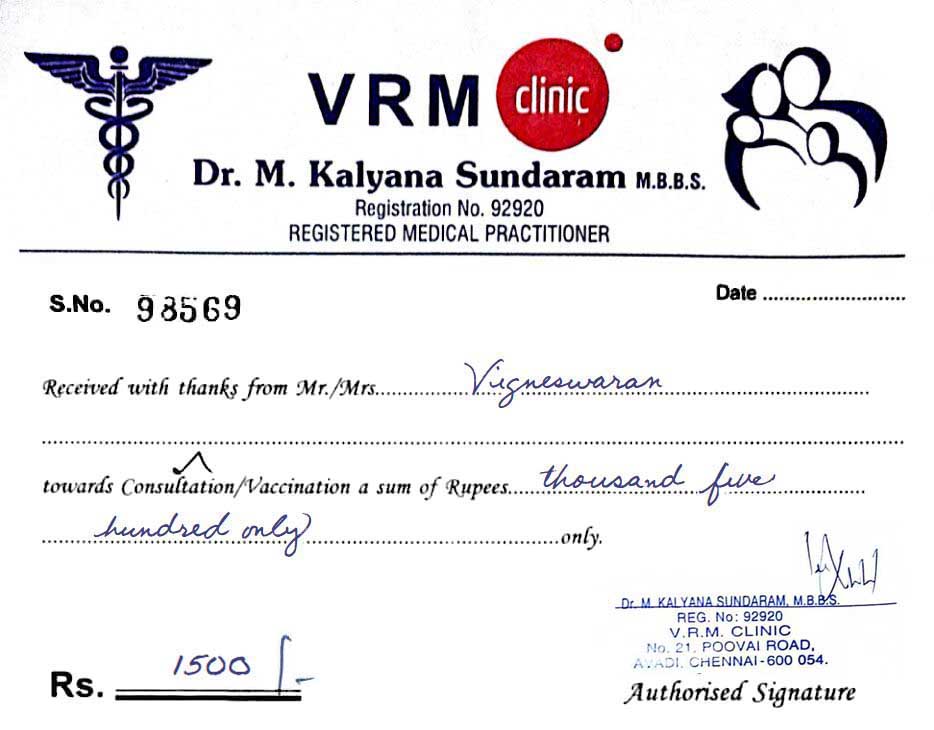 VRM clinic
Dr. M. Kalyana Sundaram M.B.B.S.
Registration No. 92920
REGISTERED MEDICAL PRACTITIONER
S.No. 98569 Date ..........................
Received with thanks from Mr./Mrs. Vigneswaran
towards Consultation/Vaccination a sum of Rupees thousand five
hundred only only.
Dr. M. KALYANA SUNDARAM, M.B.B.S.
REG. No: 92920
V.R.M. CLINIC
No. 21, POOVAI ROAD,
AVADI, CHENNAI-600 054.
Rs. 1500/-
Authorised Signature